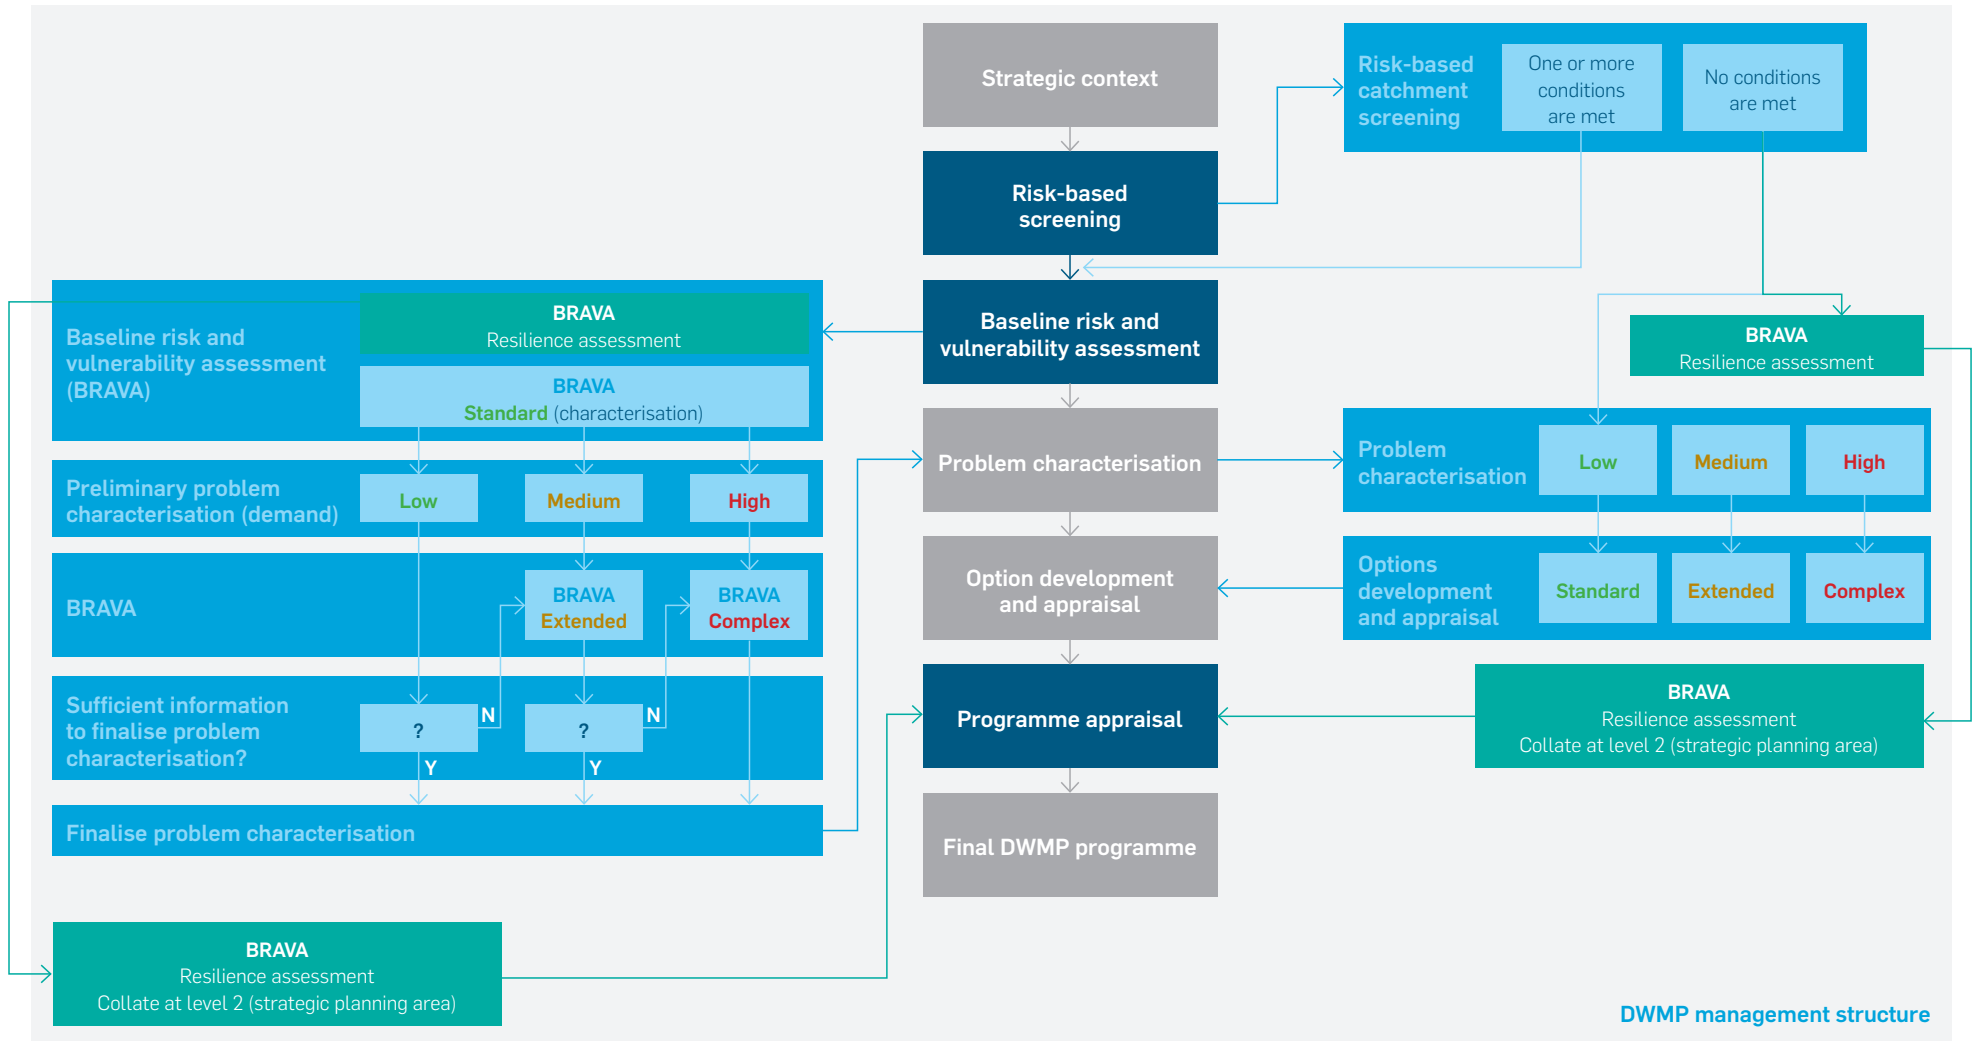 Strategic context
Risk-based
screening
Baseline risk and
vulnerability assessment
Problem characterisation
Option development
and appraisal
Programme appraisal
Final DWMP programme
Risk-based
catchment
screening
One or more
conditions
are met
No conditions
are met
BRAVA
Resilience assessment
Problem
characterisation
Low
Medium
High
Options
development
and appraisal
Standard
Extended
Complex
BRAVA
Resilience assessment
Collate at level 2 (strategic planning area)
Baseline risk and
vulnerability assessment
(BRAVA)
BRAVA
Resilience assessment
BRAVA
Standard (characterisation)
Preliminary problem
characterisation (demand)
Low
Medium
High
BRAVA
BRAVA
Extended
BRAVA
Complex
Sufficient information
to finalise problem
characterisation?
?
N
?
N
Y
Y
Finalise problem characterisation
BRAVA
Resilience assessment
Collate at level 2 (strategic planning area)
DWMP management structure